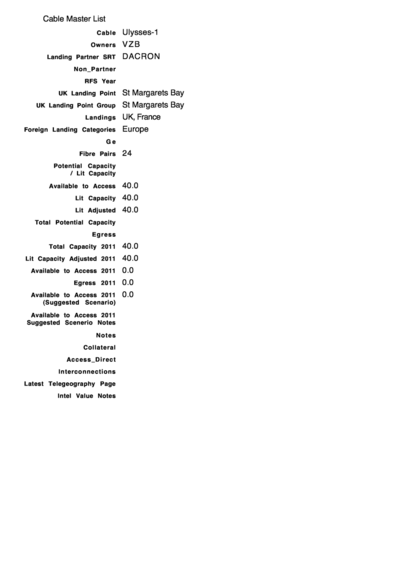 Cable Master List
Cable Ulysses-1
Owners VZB
Landing Partner SRT DACRON
Non_Partner
RFS Year
UK Landing Point St Margarets Bay
UK Landing Point Group St Margarets Bay
Landings UK, France
Foreign Landing Categories Europe
Ge
Fibre Pairs 24
Potential Capacity
/ Lit Capacity
Available to Access 40.0
Lit Capacity 40.0
Lit Adjusted 40.0
Total Potential Capacity
Egress
Total Capacity 2011 40.0
Lit Capacity Adjusted 2011 40.0
Available to Access 2011 0.0
Egress 2011 0.0
Available to Access 2011 0.0
(Suggested Scenario)
Available to Access 2011
Suggested Scenerio Notes
Notes
Collateral
Access_Direct
Interconnections
Latest Telegeography Page
Intel Value Notes